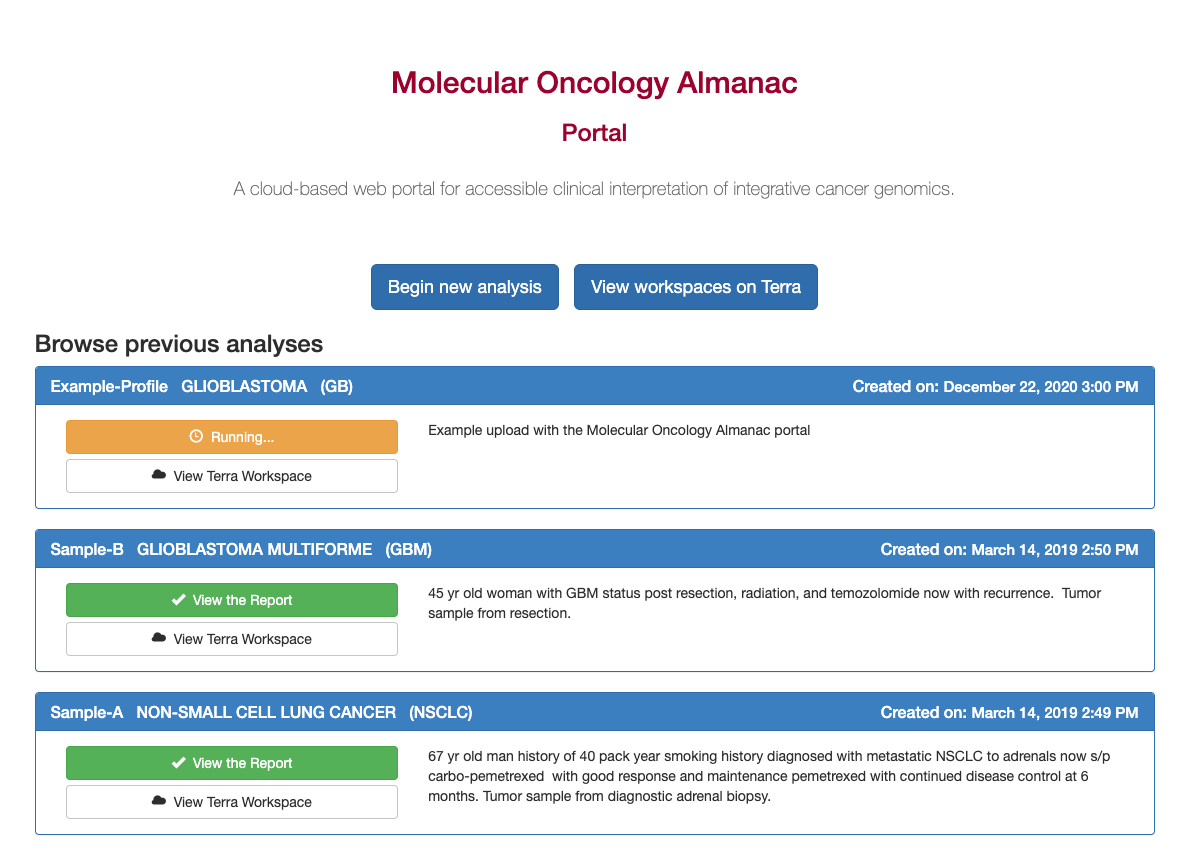 Molecular Oncology Almanac
Portal
A cloud-based web portal for accessible clinical interpretation of integrative cancer genomics.
Begin new analysis View workspaces on Terra
Browse previous analyses
Example-Profile GLIOBLASTOMA (GB) Created on: December 22, 2020 3:00 PM
Running...
Example upload with the Molecular Oncology Almanac portal
View Terra Workspace
Sample-B GLIOBLASTOMA MULTIFORME (GBM) Created on: March 14, 2019 2:50 PM
View the Report
45 yr old woman with GBM status post resection, radiation, and temozolomide now with recurrence. Tumor
sample from resection.
View Terra Workspace
Sample-A NON-SMALL CELL LUNG CANCER (NSCLC) Created on: March 14, 2019 2:49 PM
View the Report
67 yr old man history of 40 pack year smoking history diagnosed with metastatic NSCLC to adrenals now s/p
carbo-pemetrexed with good response and maintenance pemetrexed with continued disease control at 6
months. Tumor sample from diagnostic adrenal biopsy.
View Terra Workspace